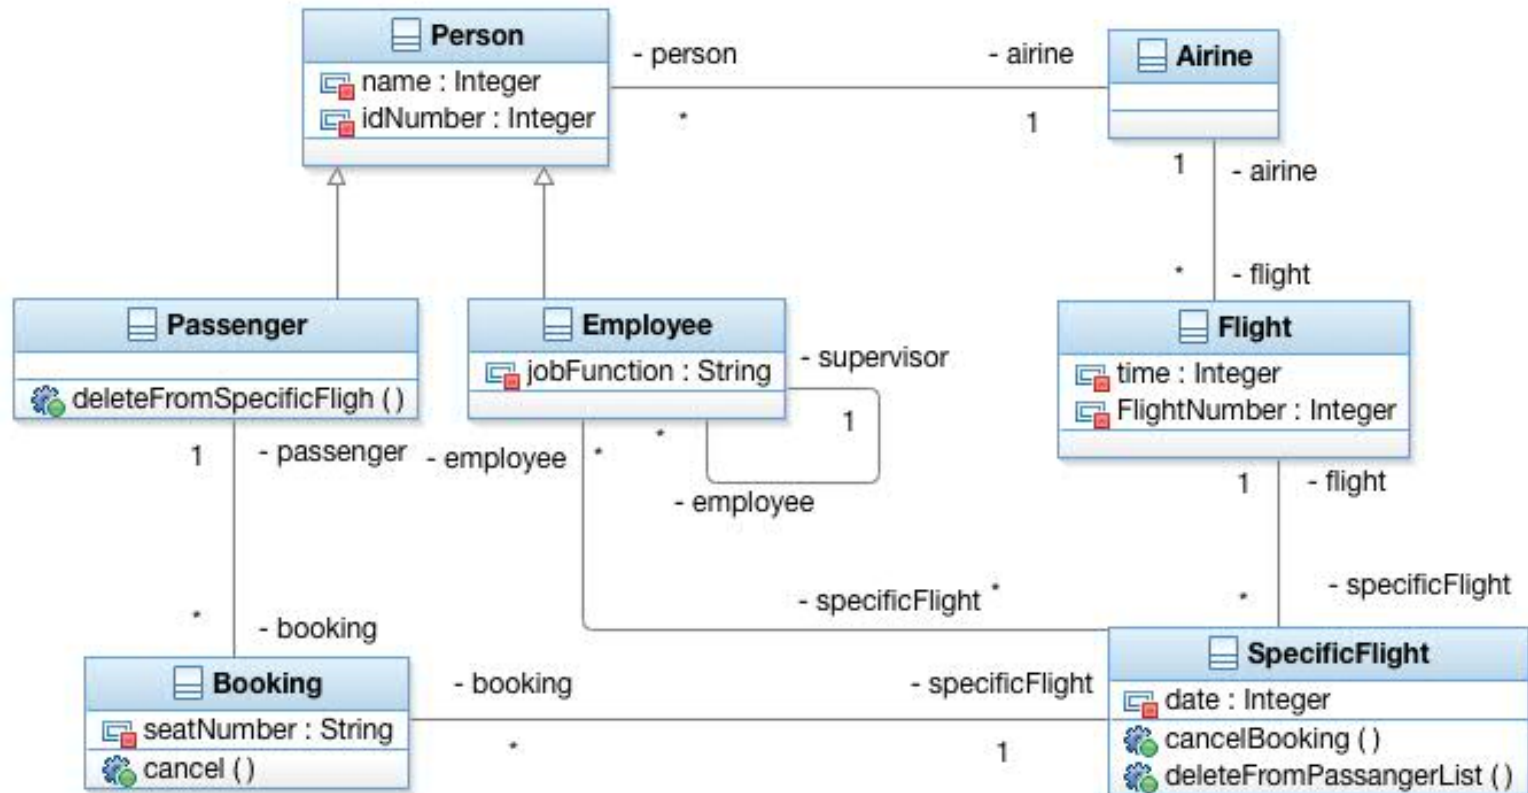 Person
name : Integer
idNumber : Integer
- person
*
- airine
1
Airine
1
- airine
*
- flight
Passenger
deleteFromSpecificFligh ( )
Employee
jobFunction : String
- supervisor
1
*
- employee
Flight
time : Integer
FlightNumber : Integer
1
- passenger
- employee
*
1
- flight
- specificFlight
*
*
- specificFlight
*
- booking
Booking
seatNumber : String
cancel ( )
- booking
*
- specificFlight
1
SpecificFlight
date : Integer
cancelBooking ( )
deleteFromPassangerList ( )